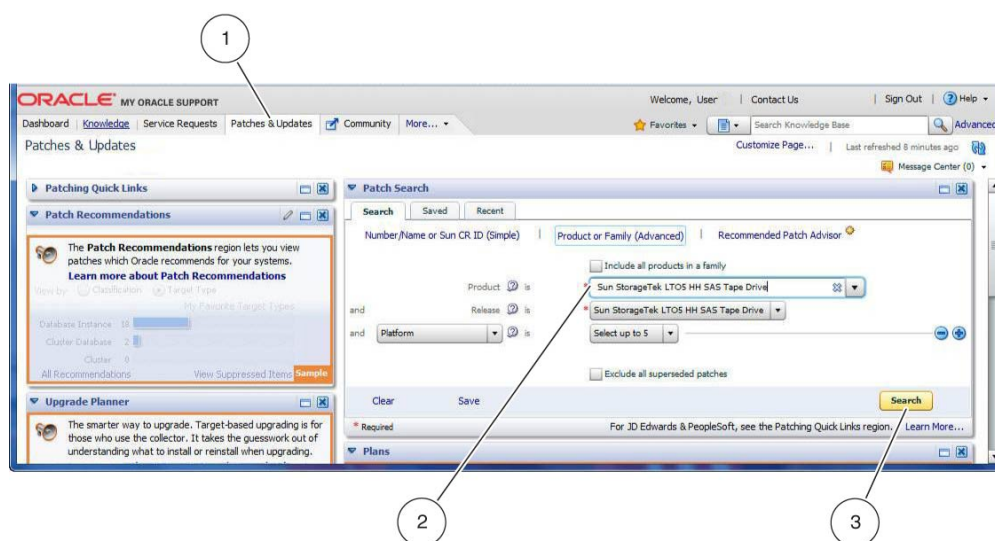 1
ORACLE MY ORACLE SUPPORT
Welcome, User | Contact Us | Sign Out | Help
Dashboard Knowledge Service Requests Patches & Updates Community More...
Favorites Search Knowledge Base Advanced
Patches & Updates
Customize Page... | Last refreshed 8 minutes ago
Message Center (0)
Patching Quick Links
Patch Recommendations
The Patch Recommendations region lets you view
patches which Oracle recommends for your systems.
Learn more about Patch Recommendations
View by Classification Target Type
My Favorite Target Types
Database Instance 18
Cluster Database 2
Cluster 0
All Recommendations View Suppressed Items Sample
Upgrade Planner
The smarter way to upgrade. Target-based upgrading is for
those who use the collector. It takes the guesswork out of
understanding what to install or reinstall when upgrading.
Patch Search
Search Saved Recent
Number/Name or Sun CR ID (Simple) | Product or Family (Advanced) | Recommended Patch Advisor
Include all products in a family
Product is * Sun StorageTek LTO5 HH SAS Tape Drive
and Release is * Sun StorageTek LTO5 HH SAS Tape Drive
and Platform is Select up to 5
Exclude all superseded patches
Clear Save Search
* Required For JD Edwards & PeopleSoft, see the Patching Quick Links region. Learn More...
Plans
2
3